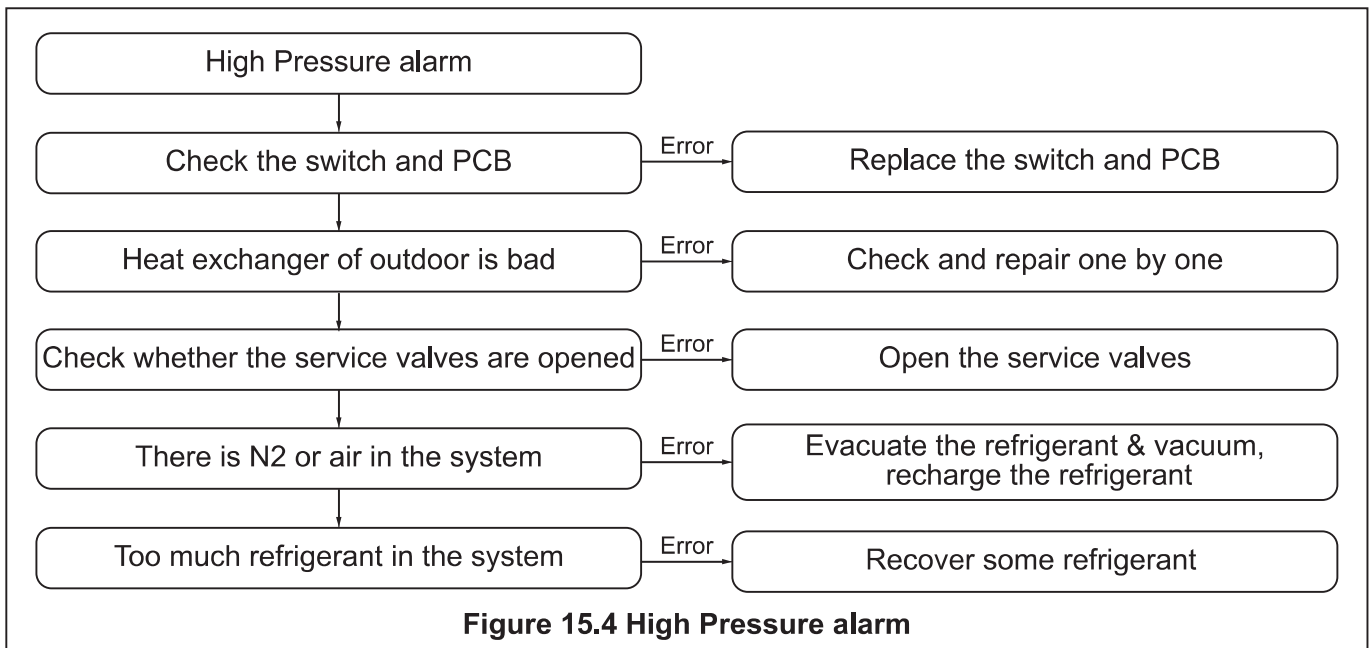 High Pressure alarm
Check the switch and PCB
Error
Replace the switch and PCB
Heat exchanger of outdoor is bad
Error
Check and repair one by one
Check whether the service valves are opened
Error
Open the service valves
There is N2 or air in the system
Error
Evacuate the refrigerant & vacuum,
recharge the refrigerant
Too much refrigerant in the system
Error
Recover some refrigerant
Figure 15.4 High Pressure alarm